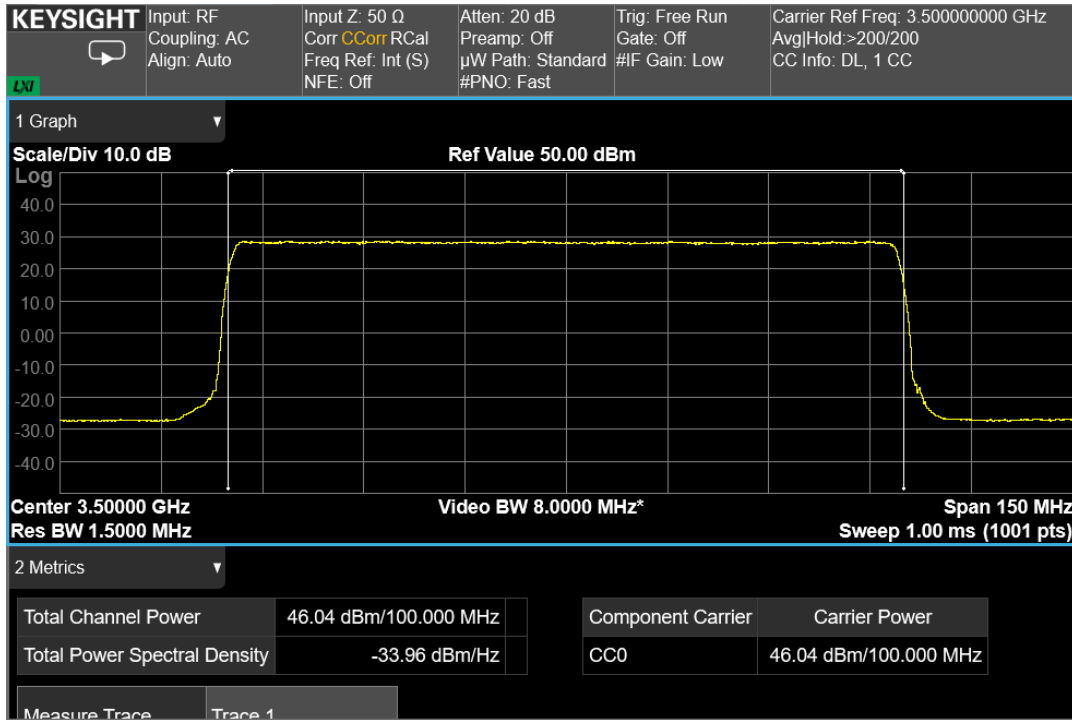 KEYSIGHT
Input: RF
Coupling: AC
Align: Auto
Input Z: 50 Ω
Corr CCorr RCal
Freq Ref: Int (S)
NFE: Off
Atten: 20 dB
Preamp: Off
µW Path: Standard
#PNO: Fast
Trig: Free Run
Gate: Off
#IF Gain: Low
Carrier Ref Freq: 3.500000000 GHz
Avg|Hold:>200/200
CC Info: DL, 1 CC
LXI
1 Graph
Scale/Div 10.0 dB
Ref Value 50.00 dBm
Log
40.0
30.0
20.0
10.0
0.00
-10.0
-20.0
-30.0
-40.0
Center 3.50000 GHz
Video BW 8.0000 MHz*
Span 150 MHz
Res BW 1.5000 MHz
Sweep 1.00 ms (1001 pts)
2 Metrics
Total Channel Power 46.04 dBm/100.000 MHz
Total Power Spectral Density -33.96 dBm/Hz
Component Carrier Carrier Power
CC0 46.04 dBm/100.000 MHz
Measure Trace Trace 1